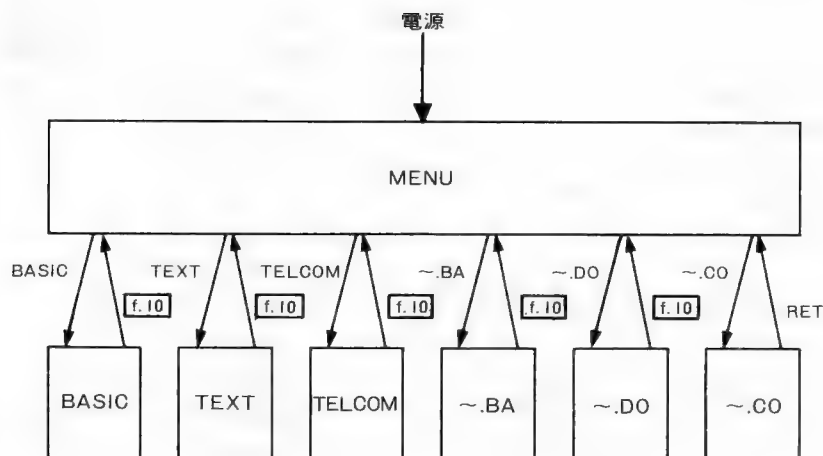 電源
MENU
BASIC TEXT TELCOM ~.BA ~.DO ~.CO
f.10 f.10 f.10 f.10 f.10 RET
BASIC TEXT TELCOM ~.BA ~.DO ~.CO